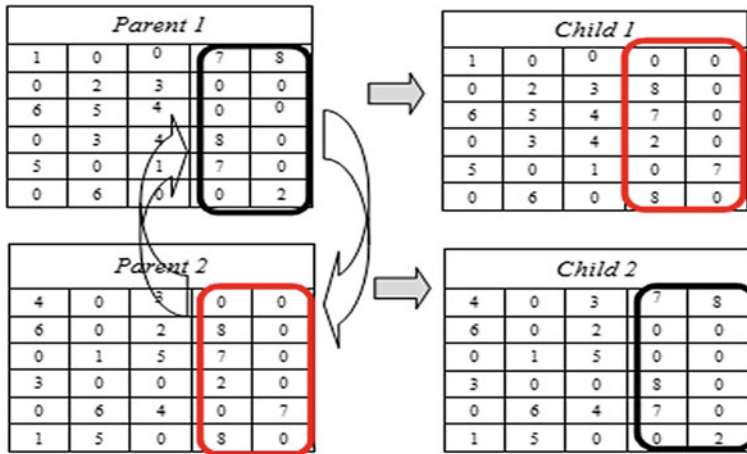 Parent 1
1 0 0 7 8
0 2 3 0 0
6 5 4 0 0
0 3 4 8 0
5 0 1 7 0
0 6 0 0 2
Child 1
1 0 0 0 0
0 2 3 8 0
6 5 4 7 0
0 3 4 2 0
5 0 1 0 7
0 6 0 8 0
Parent 2
4 0 3 0 0
6 0 2 8 0
0 1 5 7 0
3 0 0 2 0
0 6 4 0 7
1 5 0 8 0
Child 2
4 0 3 7 8
6 0 2 0 0
0 1 5 0 0
3 0 0 8 0
0 6 4 7 0
1 5 0 0 2